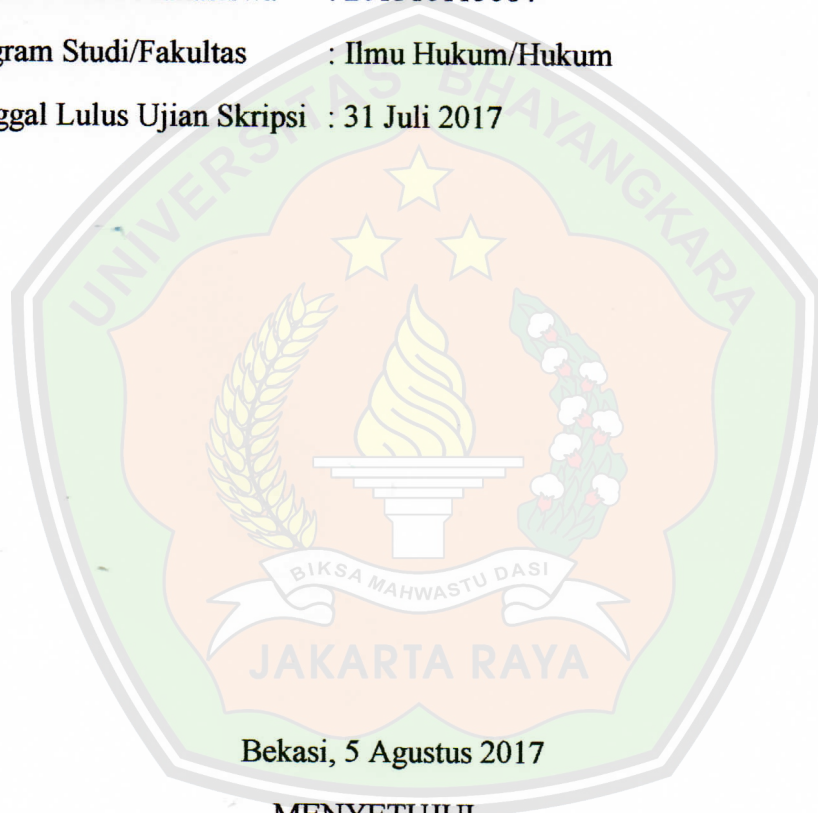 gram Studi/Fakultas : Ilmu Hukum/Hukum
ggal Lulus Ujian Skripsi : 31 Juli 2017
UNIVERSITAS BHAYANGKARA
BIKSA MAHWASTU DASI
JAKARTA RAYA
Bekasi, 5 Agustus 2017
MENYETUJUI